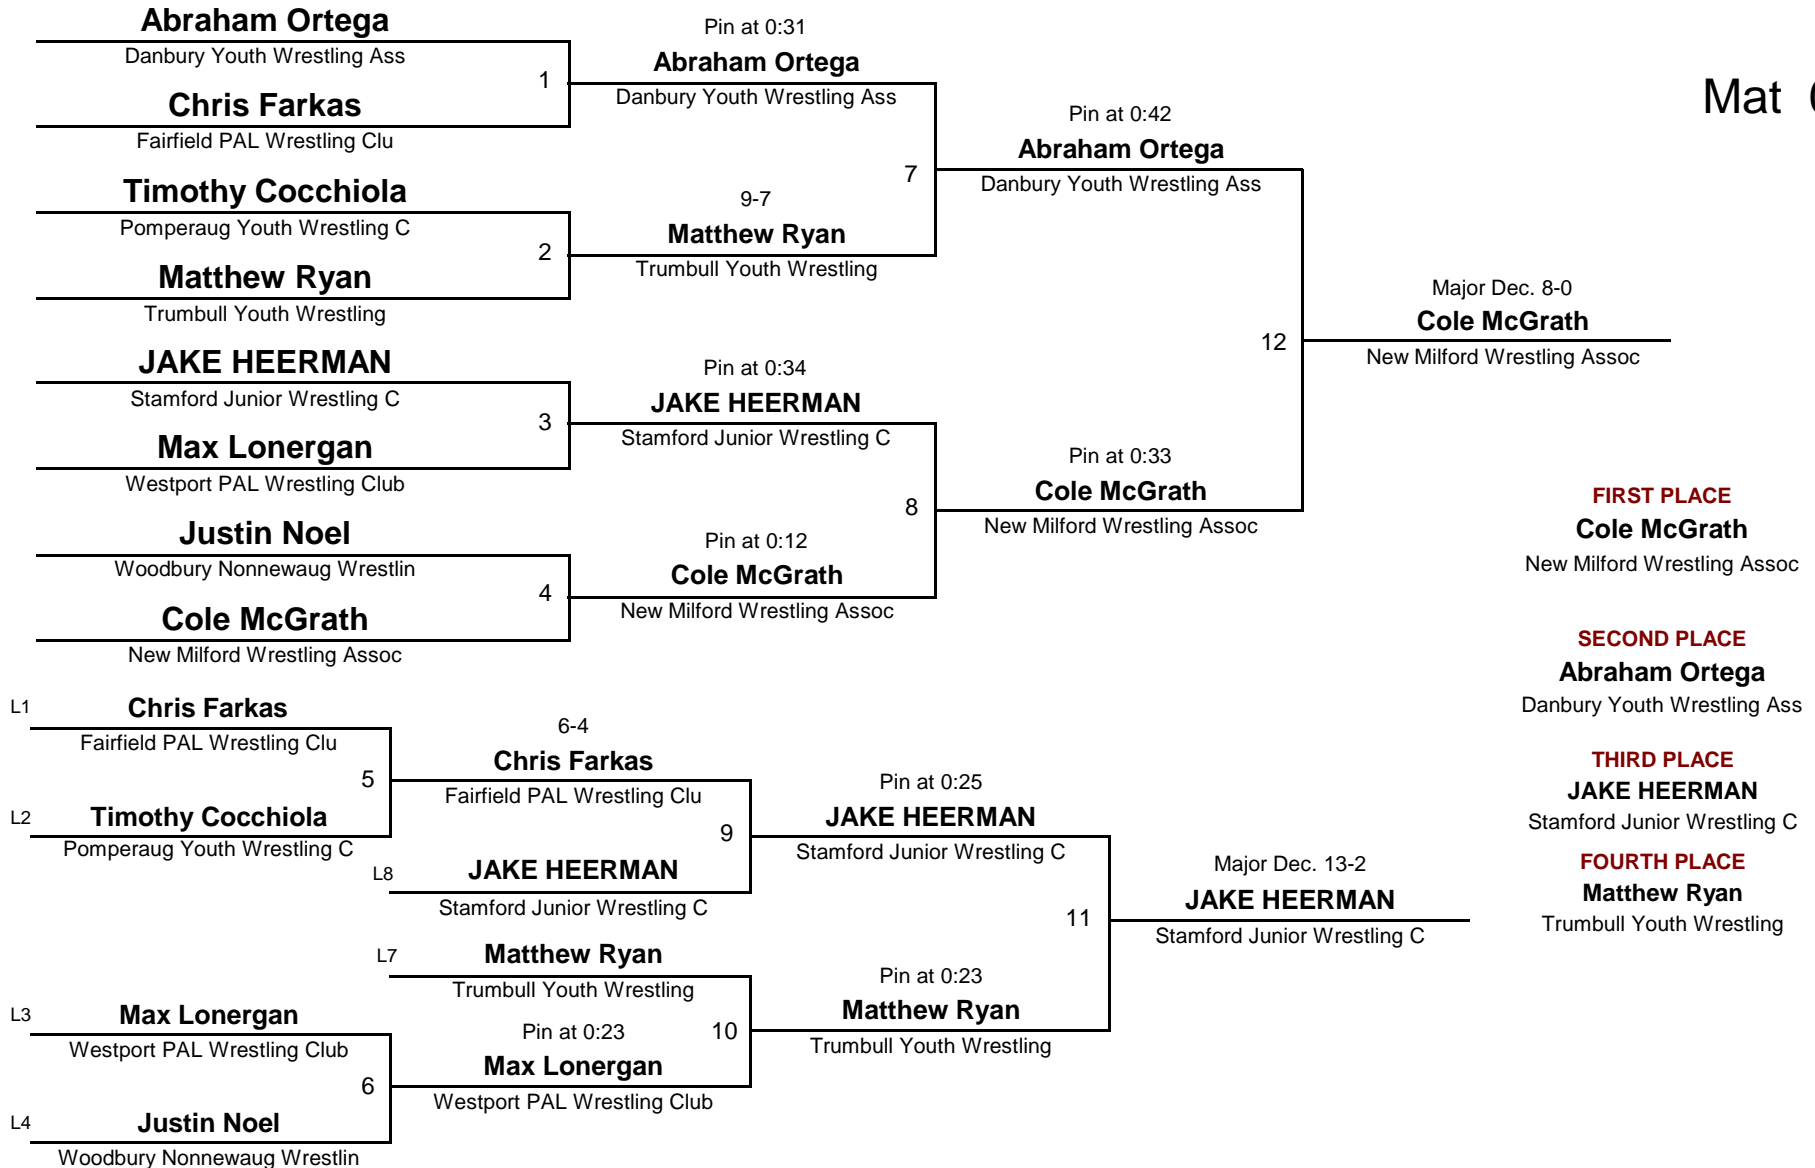 Abraham Ortega
Danbury Youth Wrestling Ass
1
Chris Farkas
Fairfield PAL Wrestling Clu
Timothy Cocchiola
Pomperaug Youth Wrestling C
2
Matthew Ryan
Trumbull Youth Wrestling
JAKE HEERMAN
Stamford Junior Wrestling C
3
Max Lonergan
Westport PAL Wrestling Club
Justin Noel
Woodbury Nonnewaug Wrestlin
4
Cole McGrath
New Milford Wrestling Assoc
Pin at 0:31
Abraham Ortega
Danbury Youth Wrestling Ass
7
9-7
Matthew Ryan
Trumbull Youth Wrestling
Pin at 0:34
JAKE HEERMAN
Stamford Junior Wrestling C
8
Pin at 0:12
Cole McGrath
New Milford Wrestling Assoc
Pin at 0:42
Abraham Ortega
Danbury Youth Wrestling Ass
12
Pin at 0:33
Cole McGrath
New Milford Wrestling Assoc
Major Dec. 8-0
Cole McGrath
New Milford Wrestling Assoc
Mat
L1
Chris Farkas
Fairfield PAL Wrestling Clu
5
L2
Timothy Cocchiola
Pomperaug Youth Wrestling C
L3
Max Lonergan
Westport PAL Wrestling Club
6
L4
Justin Noel
Woodbury Nonnewaug Wrestlin
6-4
Chris Farkas
Fairfield PAL Wrestling Clu
9
L8
JAKE HEERMAN
Stamford Junior Wrestling C
L7
Matthew Ryan
Trumbull Youth Wrestling
10
Pin at 0:23
Max Lonergan
Westport PAL Wrestling Club
Pin at 0:25
JAKE HEERMAN
Stamford Junior Wrestling C
11
Pin at 0:23
Matthew Ryan
Trumbull Youth Wrestling
Major Dec. 13-2
JAKE HEERMAN
Stamford Junior Wrestling C
FIRST PLACE
Cole McGrath
New Milford Wrestling Assoc
SECOND PLACE
Abraham Ortega
Danbury Youth Wrestling Ass
THIRD PLACE
JAKE HEERMAN
Stamford Junior Wrestling C
FOURTH PLACE
Matthew Ryan
Trumbull Youth Wrestling